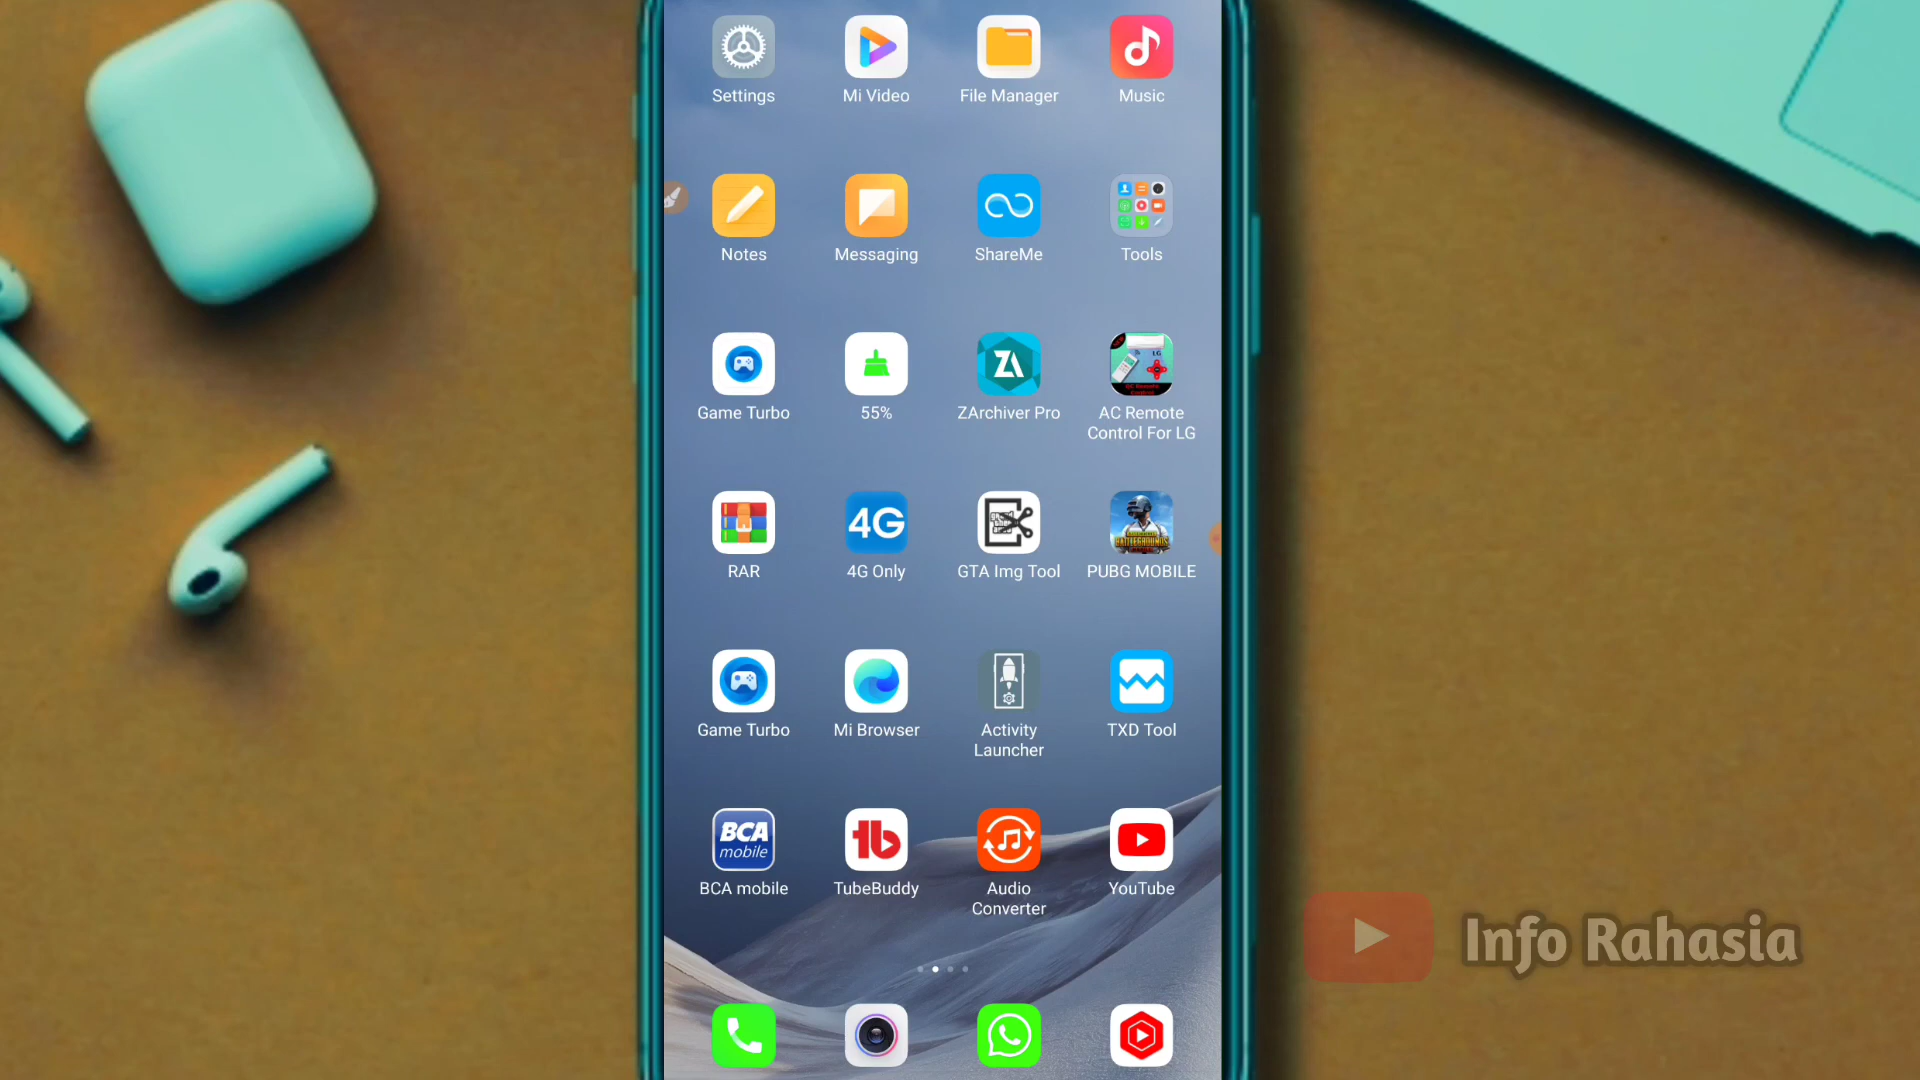 Settings
Mi Video
File Manager
Music
Notes
Messaging
ShareMe
Tools
Game Turbo
55%
ZArchiver Pro
LG
AC Remote
Control For LG
RAR
4G
4G Only
GTA Img Tool
PUBG MOBILE
Game Turbo
Mi Browser
Activity
Launcher
TXD Tool
BCA
mobile
BCA mobile
TubeBuddy
Audio
Converter
YouTube
Info Rahasia